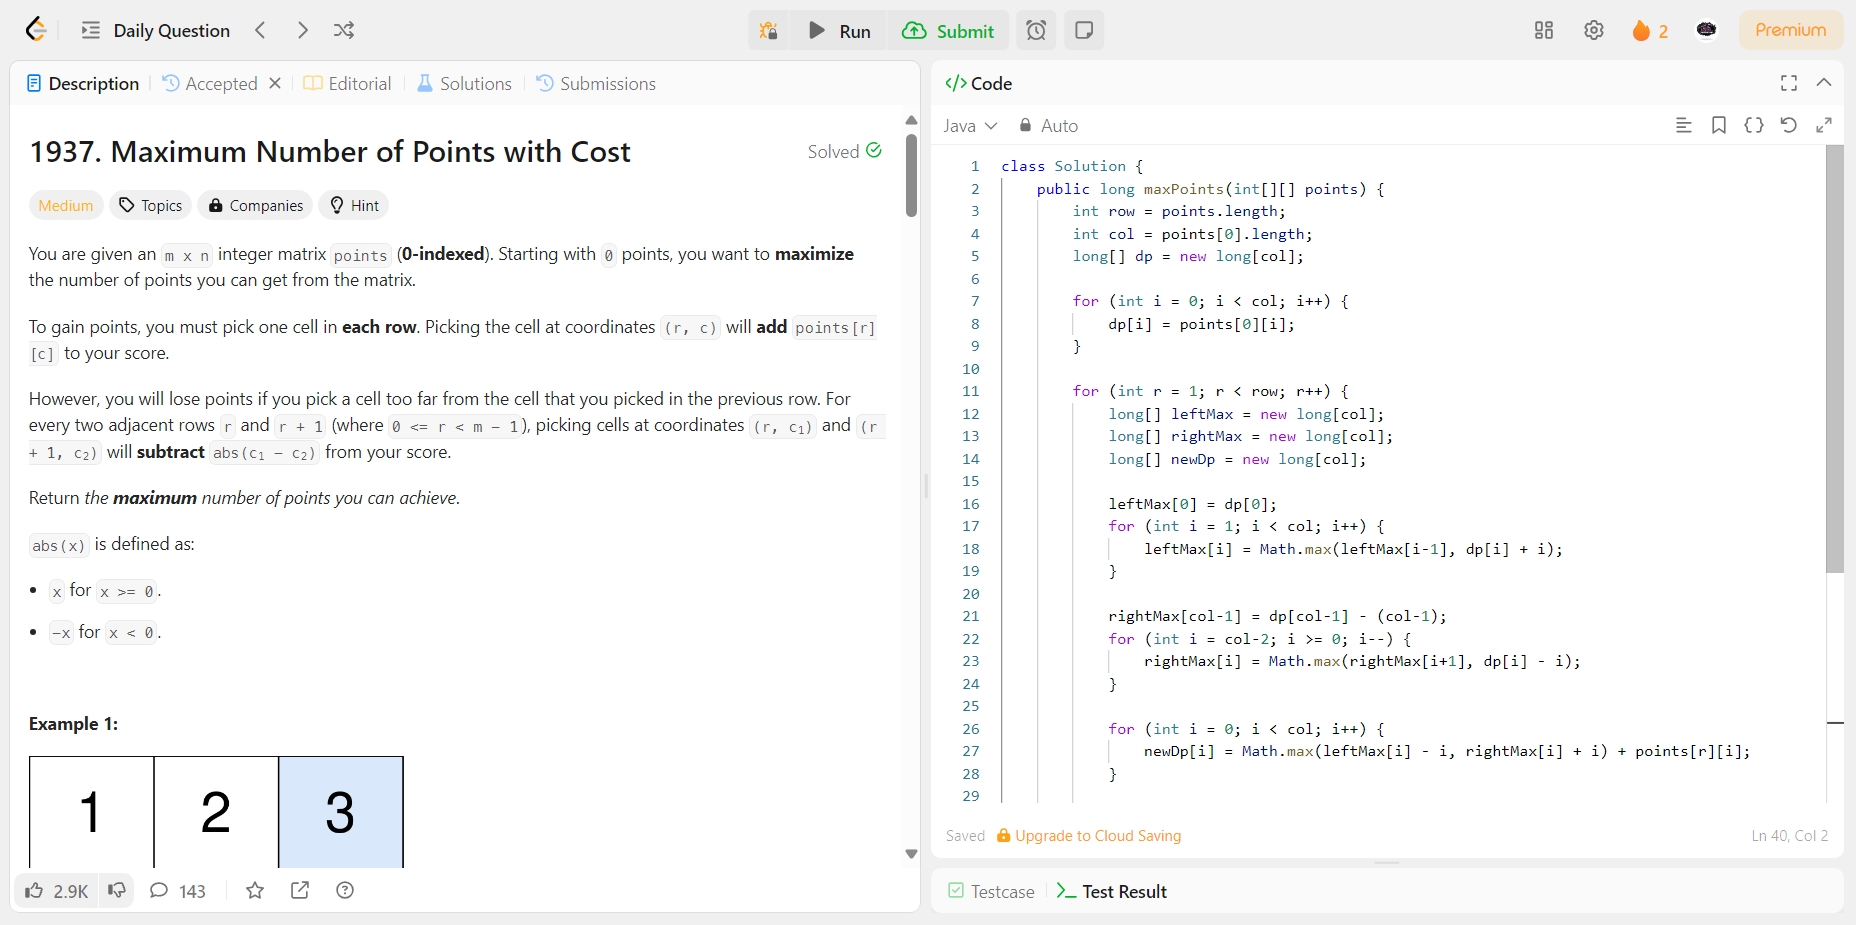 Daily Question
Run
Submit
2
Premium
Description
Accepted
Editorial
Solutions
Submissions
1937. Maximum Number of Points with Cost
Solved
Medium
Topics
Companies
Hint
You are given an m x n integer matrix points (0-indexed). Starting with 0 points, you want to maximize
the number of points you can get from the matrix.
To gain points, you must pick one cell in each row. Picking the cell at coordinates (r, c) will add points[r]
[c] to your score.
However, you will lose points if you pick a cell too far from the cell that you picked in the previous row. For
every two adjacent rows r and r + 1 (where 0 <= r < m - 1), picking cells at coordinates (r, c₁) and (r
+ 1, c₂) will subtract abs(c₁ - c₂) from your score.
Return the maximum number of points you can achieve.
abs(x) is defined as:
• x for x >= 0.
• -x for x < 0.
Example 1:
1 2 3
2.9K
143
Code
Java
Auto
1 class Solution {
2 public long maxPoints(int[][] points) {
3 int row = points.length;
4 int col = points[0].length;
5 long[] dp = new long[col];
6
7 for (int i = 0; i < col; i++) {
8 dp[i] = points[0][i];
9 }
10
11 for (int r = 1; r < row; r++) {
12 long[] leftMax = new long[col];
13 long[] rightMax = new long[col];
14 long[] newDp = new long[col];
15
16 leftMax[0] = dp[0];
17 for (int i = 1; i < col; i++) {
18 leftMax[i] = Math.max(leftMax[i-1], dp[i] + i);
19 }
20
21 rightMax[col-1] = dp[col-1] - (col-1);
22 for (int i = col-2; i >= 0; i--) {
23 rightMax[i] = Math.max(rightMax[i+1], dp[i] - i);
24 }
25
26 for (int i = 0; i < col; i++) {
27 newDp[i] = Math.max(leftMax[i] - i, rightMax[i] + i) + points[r][i];
28 }
29
Saved
Upgrade to Cloud Saving
Ln 40, Col 2
Testcase
Test Result